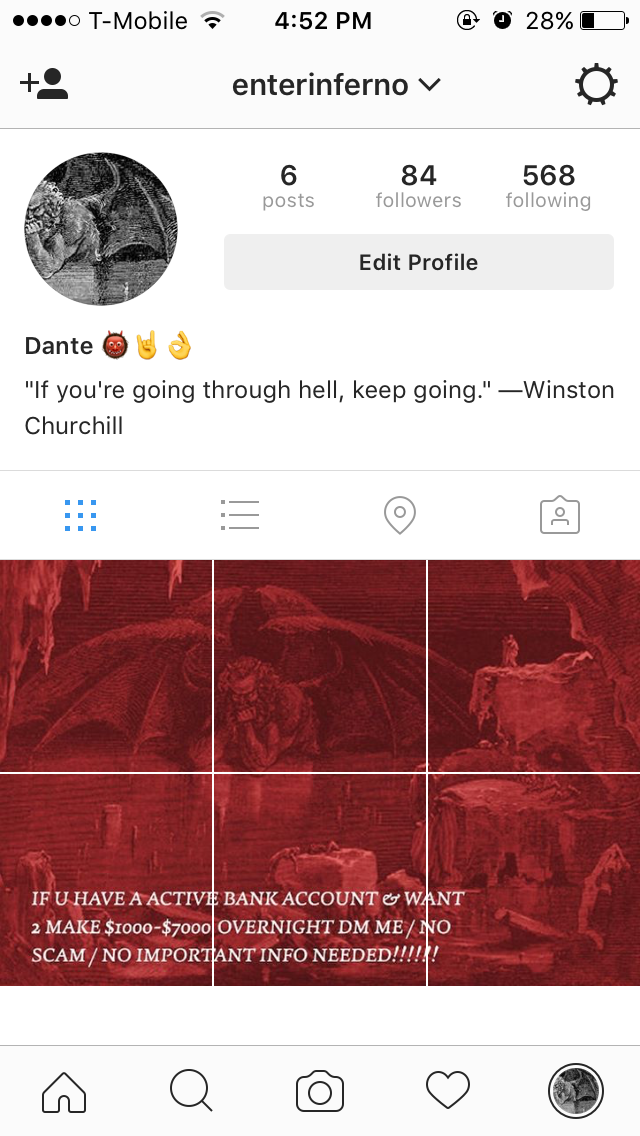 T-Mobile 4:52 PM 28%
enterinferno
6 84 568
posts followers following
Edit Profile
Dante 👹🤘👌
"If you're going through hell, keep going." —Winston
Churchill
IF U HAVE A ACTIVE BANK ACCOUNT & WANT
2 MAKE $1000-$7000 OVERNIGHT DM ME / NO
SCAM / NO IMPORTANT INFO NEEDED!!!!!!